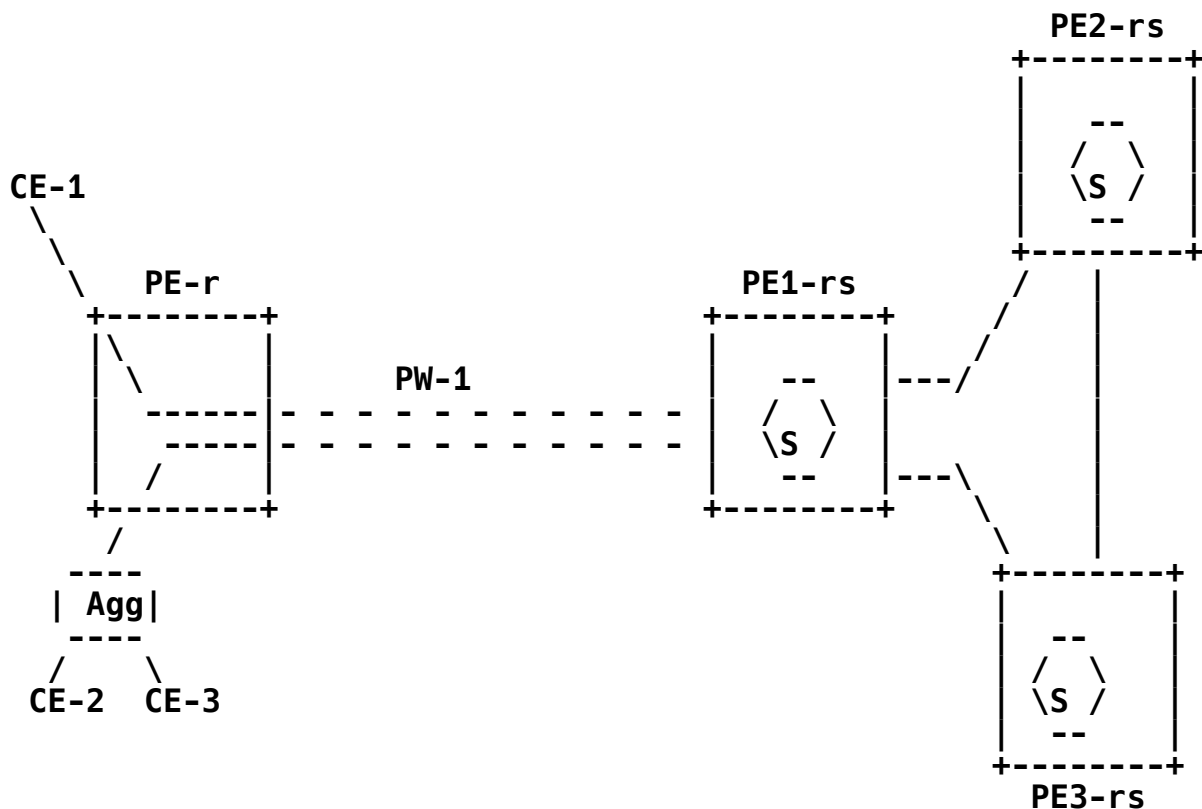 PE2-rs
S
CE-1
PE-r
PE1-rs
PW-1
S
| Agg|
CE-2 CE-3
S
PE3-rs